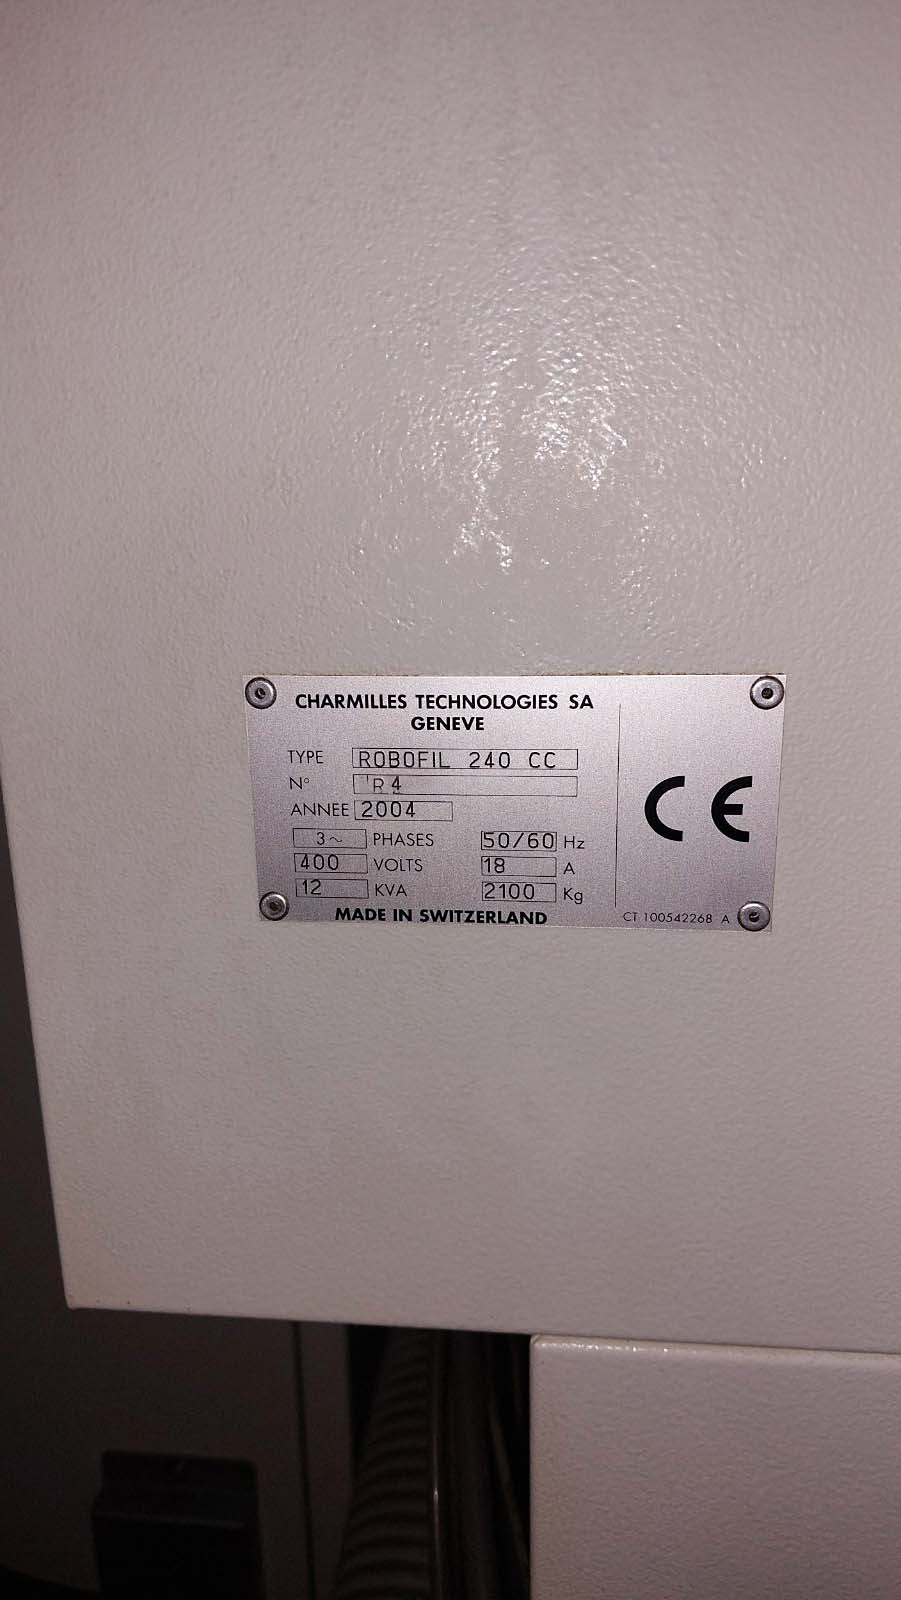 CHARMILLES TECHNOLOGIES SA
GENEVE
TYPE ROBOFIL 240 CC
N° R4
ANNEE 2004
3~ PHASES 50/60 Hz
400 VOLTS 18 A
12 KVA 2100 Kg
MADE IN SWITZERLAND
CE
CT 100542268 A